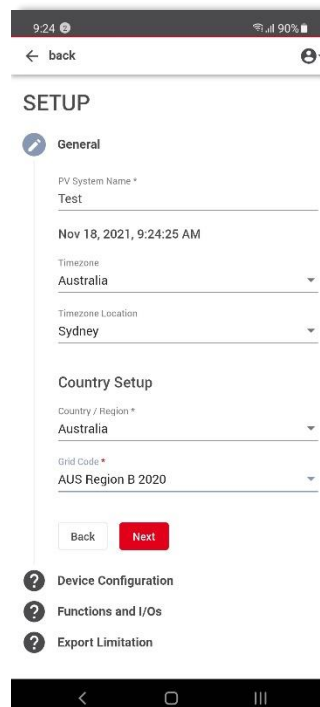 9:24 2 90%
back
SETUP
General
PV System Name *
Test
Nov 18, 2021, 9:24:25 AM
Timezone
Australia
Timezone Location
Sydney
Country Setup
Country / Region *
Australia
Grid Code *
AUS Region B 2020
Back Next
? Device Configuration
? Functions and I/Os
? Export Limitation